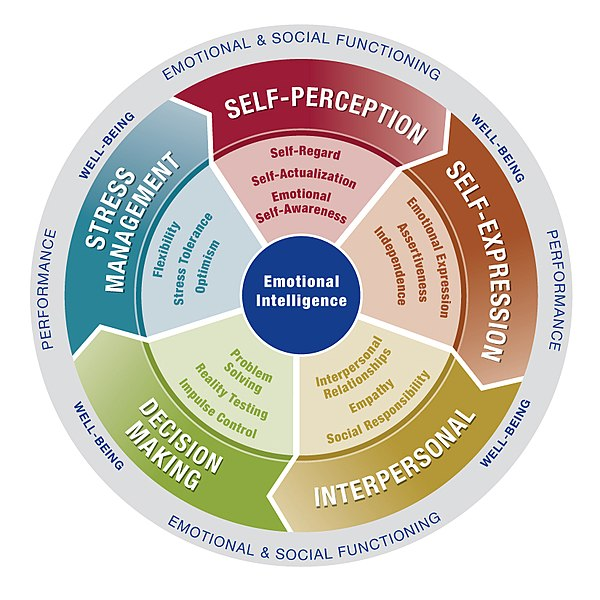 EMOTIONAL & SOCIAL FUNCTIONING
WELL-BEING
WELL-BEING
PERFORMANCE
PERFORMANCE
WELL-BEING
WELL-BEING
EMOTIONAL & SOCIAL FUNCTIONING
SELF-PERCEPTION
Self-Regard
Self-Actualization
Emotional
Self-Awareness
SELF-EXPRESSION
Emotional Expression
Assertiveness
Independence
INTERPERSONAL
Interpersonal
Relationships
Empathy
Social Responsibility
DECISION
MAKING
Problem
Solving
Reality Testing
Impulse Control
STRESS
MANAGEMENT
Flexibility
Stress Tolerance
Optimism
Emotional
Intelligence